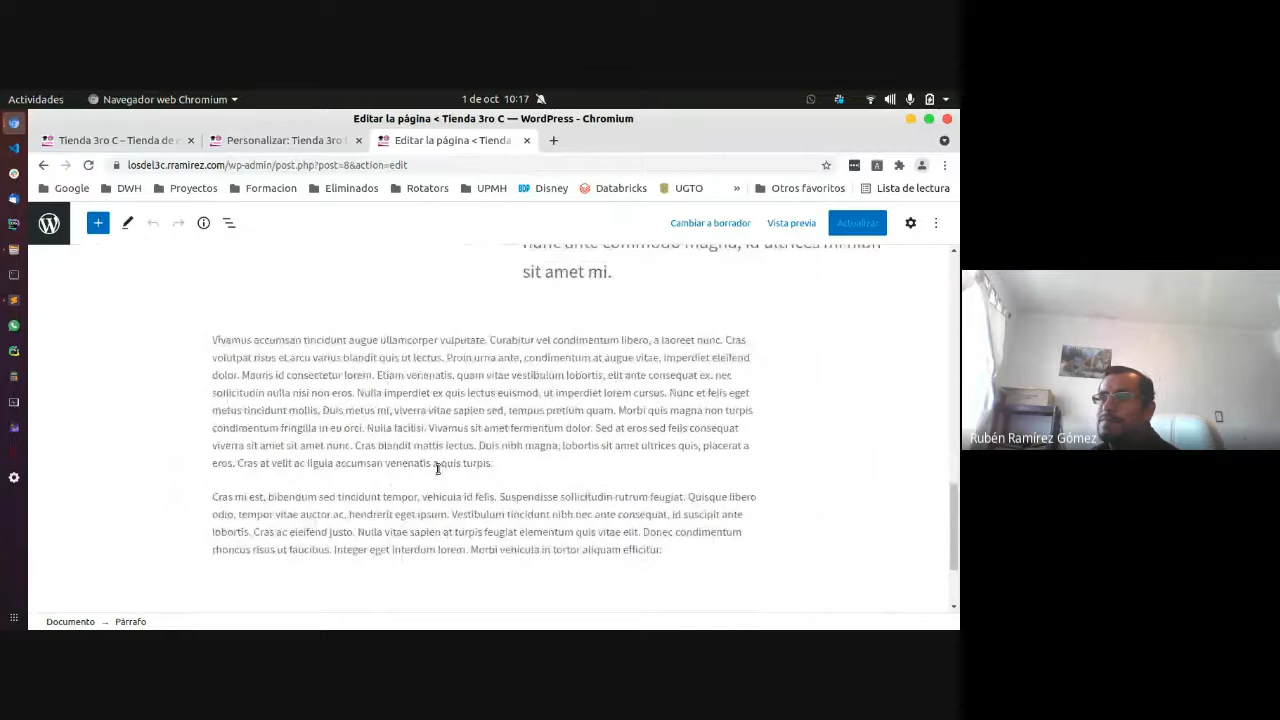 Actividades
Navegador web Chromium
1 de oct 10:17
Editar la página < Tienda 3ro C — WordPress - Chromium
Tienda 3ro C – Tienda de
Personalizar: Tienda 3ro
Editar la página < Tienda
losdel3c.rramirez.com/wp-admin/post.php?post=8&action=edit
Google
DWH
Proyectos
Formacion
Eliminados
Rotators
UPMH
Disney
Databricks
UGTO
»
Otros favoritos
Lista de lectura
Cambiar a borrador
Vista previa
Actualizar
nunc ante commodo magna, id ultrices mi nibh
sit amet mi.
Vivamus accumsan tincidunt augue ullamcorper vulputate. Curabitur vel condimentum libero, a laoreet nunc. Cras
volutpat risus et arcu varius blandit quis ut lectus. Proin urna ante, condimentum at augue vitae, imperdiet eleifend
dolor. Mauris id consectetur lorem. Etiam venenatis, quam vitae vestibulum lobortis, elit ante consequat ex, nec
sollicitudin nulla nisi non eros. Nulla imperdiet ex quis lectus euismod, ut imperdiet lorem cursus. Nunc et felis eget
metus tincidunt mollis. Duis metus mi, viverra vitae sapien sed, tempus pretium quam. Morbi quis magna non turpis
condimentum fringilla in eu orci. Nulla facilisi. Vivamus sit amet fermentum dolor. Sed at eros sed felis consequat
viverra sit amet sit amet nunc. Cras blandit mattis lectus. Duis nibh magna, lobortis sit amet ultrices quis, placerat a
eros. Cras at velit ac ligula accumsan venenatis a quis turpis.
Cras mi est, bibendum sed tincidunt tempor, vehicula id felis. Suspendisse sollicitudin rutrum feugiat. Quisque libero
odio, tempor vitae auctor ac, hendrerit eget ipsum. Vestibulum tincidunt nibh nec ante consequat, id suscipit ante
lobortis. Cras ac eleifend justo. Nulla vitae sapien at turpis feugiat elementum quis vitae elit. Donec condimentum
rhoncus risus ut faucibus. Integer eget interdum lorem. Morbi vehicula in tortor aliquam efficitur.
Documento → Párrafo
Rubén Ramírez Gómez